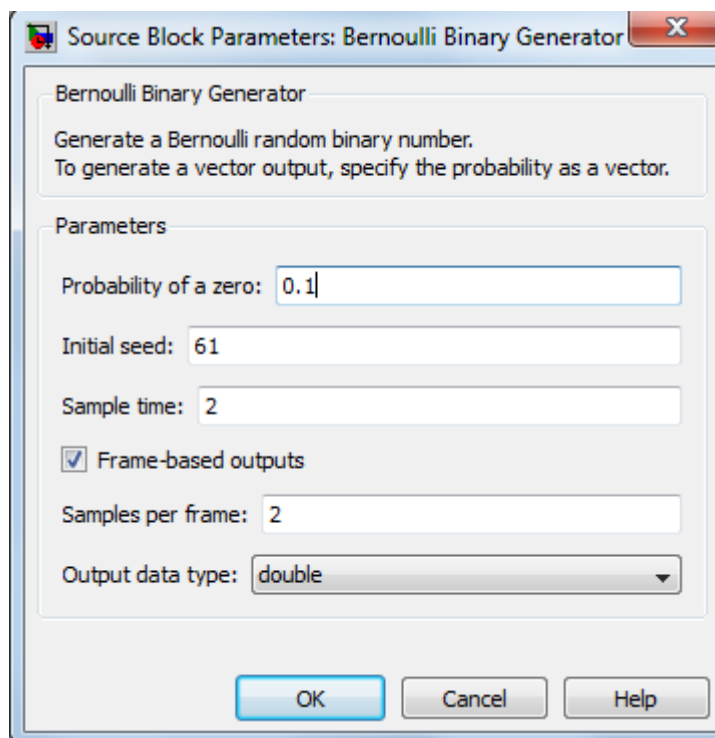 Source Block Parameters: Bernoulli Binary Generator
Bernoulli Binary Generator
Generate a Bernoulli random binary number.
To generate a vector output, specify the probability as a vector.
Parameters
Probability of a zero: 0.1
Initial seed: 61
Sample time: 2
Frame-based outputs
Samples per frame: 2
Output data type: double
OK Cancel Help